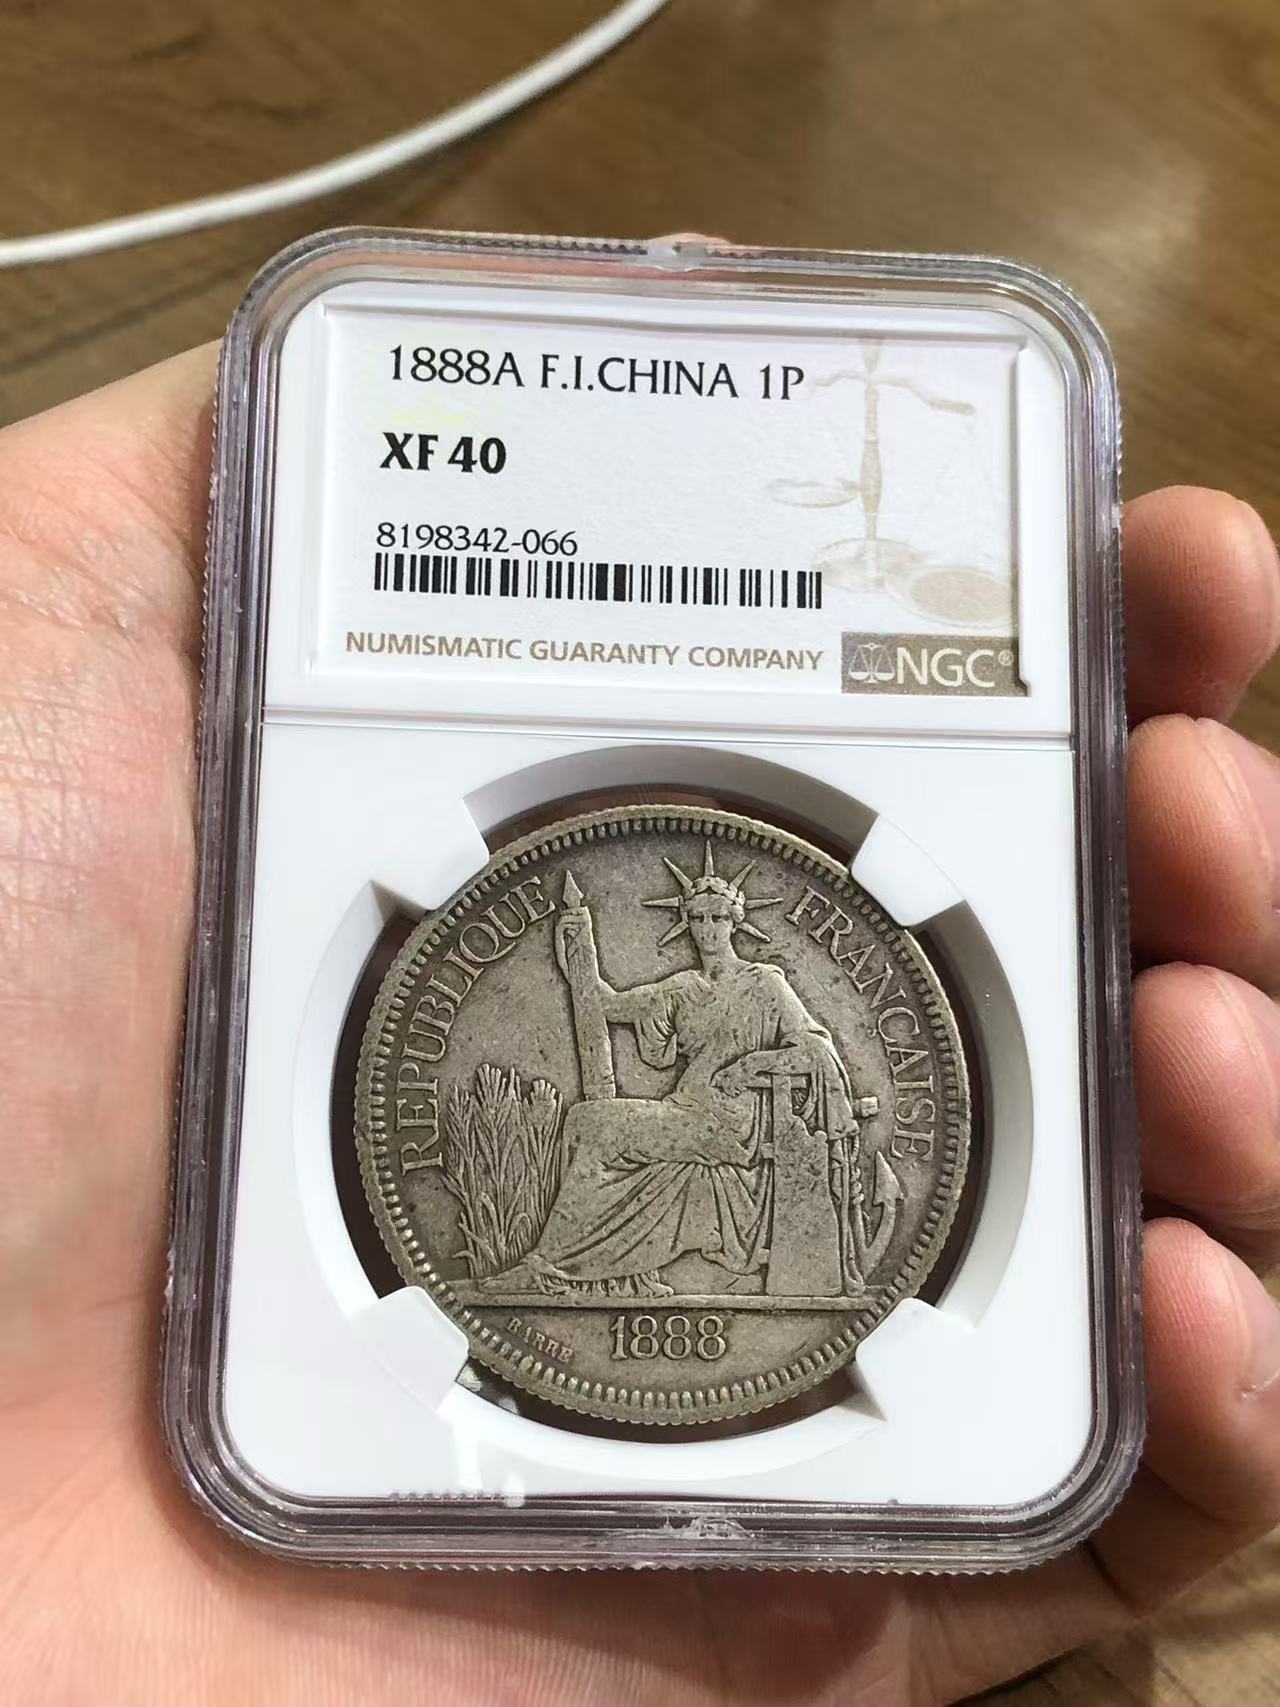 1888A F.I.CHINA 1P
XF 40
8198342-066
NUMISMATIC GUARANTY COMPANY
NGC®
REPUBLIQUE FRANÇAISE
BARRE
1888